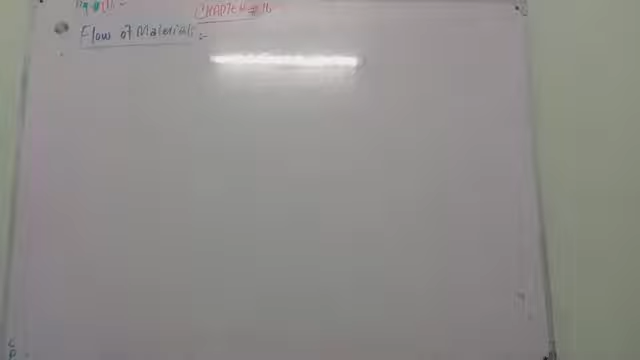 CHAPTER # 16
Flow of Materials :-